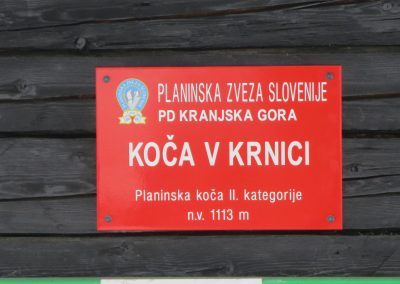 PLANINSKA ZVEZA SLOVENIJE
PD KRANJSKA GORA
KOČA V KRNICI
Planinska koča II. kategorije
n.v. 1113 m